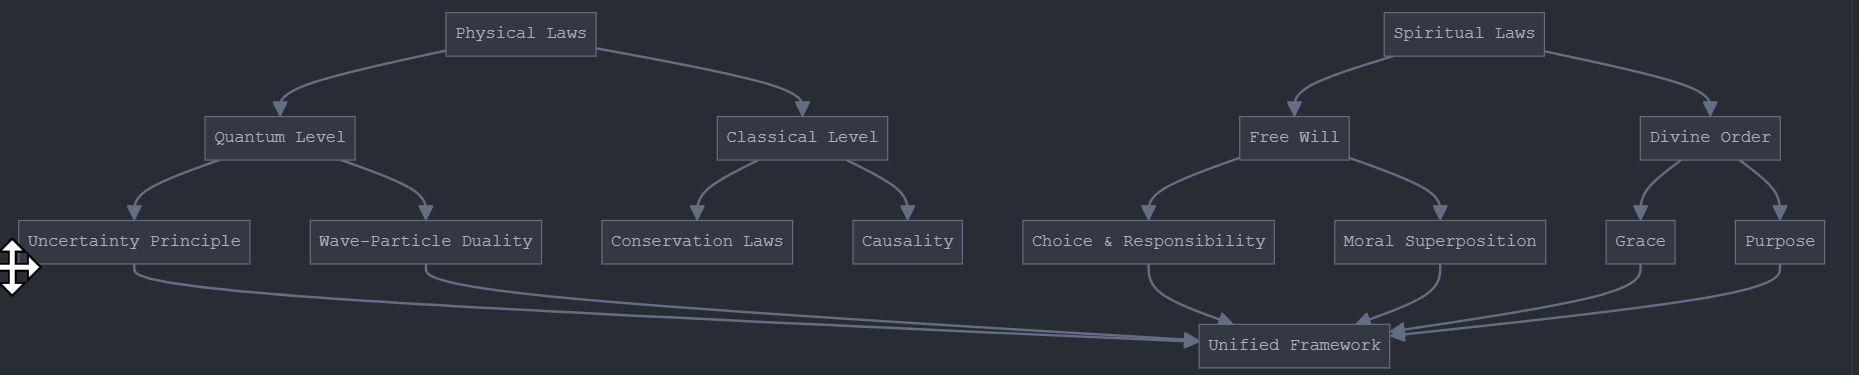 Physical Laws
Spiritual Laws
Quantum Level
Classical Level
Free Will
Divine Order
Uncertainty Principle
Wave-Particle Duality
Conservation Laws
Causality
Choice & Responsibility
Moral Superposition
Grace
Purpose
Unified Framework